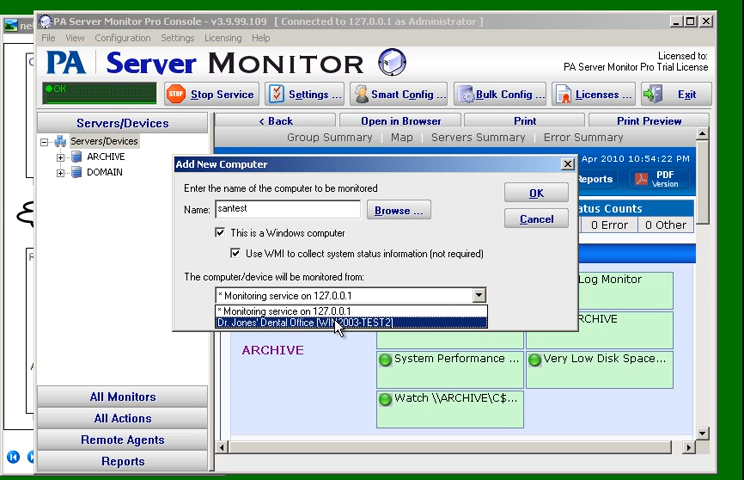 PA Server Monitor Pro Console - v3.9.99.109 [ Connected to 127.0.0.1 as Administrator ]
File View Configuration Settings Licensing Help
PA Server MONITOR
Licensed to:
PA Server Monitor Pro Trial License
OK
Stop Service
Settings ...
Smart Config ...
Bulk Config ...
Licenses ...
Exit
Servers/Devices
< Back
Open in Browser
Print
Print Preview
Group Summary | Map | Servers Summary | Error Summary
Servers/Devices
ARCHIVE
DOMAIN
Apr 2010 10:54:22 PM
eports
PDF
Version
atus Counts
0 Error
0 Other
Add New Computer
Enter the name of the computer to be monitored
Name: santest
Browse ...
OK
Cancel
This is a Windows computer
Use WMI to collect system status information (not required)
The computer/device will be monitored from:
* Monitoring service on 127.0.0.1
* Monitoring service on 127.0.0.1
Dr. Jones' Dental Office [WIN2003-TEST2]
Log Monitor
RCHIVE
ARCHIVE
System Performance ...
Very Low Disk Space...
Watch \\ARCHIVE\C$...
All Monitors
All Actions
Remote Agents
Reports